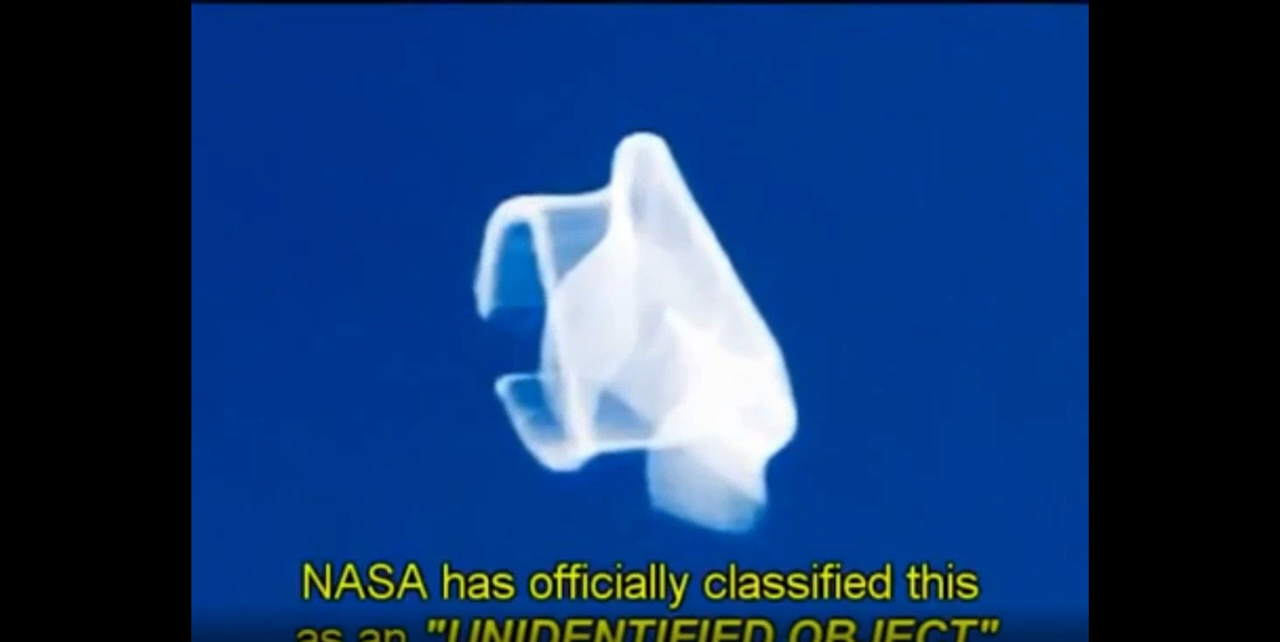 NASA has officially classified this
as an "UNIDENTIFIED OBJECT"